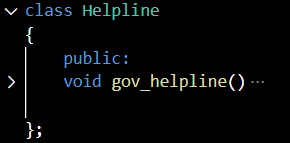 class Helpline
{
public:
void gov_helpline()···
};